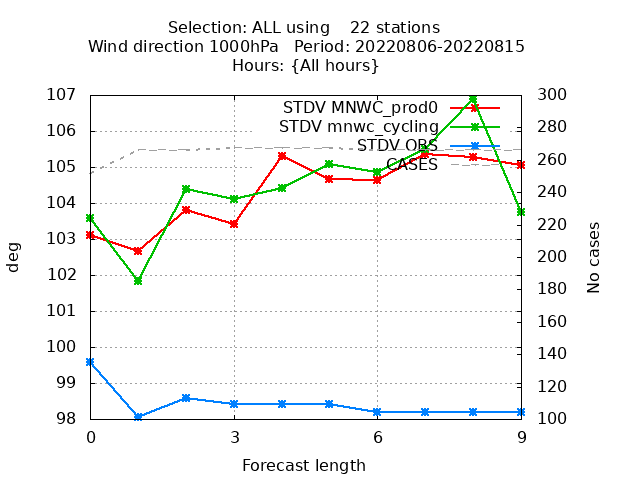 Selection: ALL using    22 stations
Wind direction 1000hPa   Period: 20220806-20220815
Hours: {All hours}
STDV MNWC_prod0
STDV mnwc_cycling
STDV OBS
CASES
107
106
105
104
103
102
101
100
99
98
deg
300
280
260
240
220
200
180
160
140
120
100
No cases
0 3 6 9
Forecast length